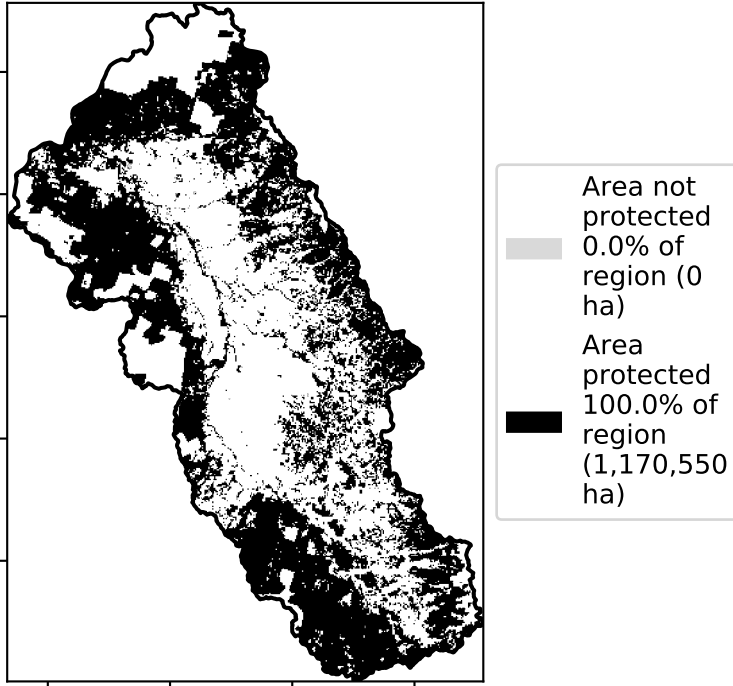 Area not
protected
0.0% of
region (0
ha)
Area
protected
100.0% of
region
(1,170,550
ha)